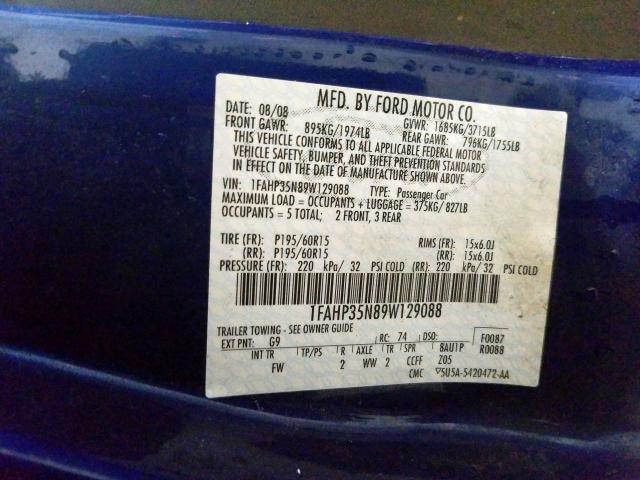 MFD. BY FORD MOTOR CO.
DATE: 08/08 GVWR: 1685KG/3715LB
FRONT GAWR: 895KG/1974LB REAR GAWR: 796KG/1755LB
THIS VEHICLE CONFORMS TO ALL APPLICABLE FEDERAL MOTOR
VEHICLE SAFETY, BUMPER, AND THEFT PREVENTION STANDARDS
IN EFFECT ON THE DATE OF MANUFACTURE SHOWN ABOVE.
VIN: 1FAHP35N89W129088 TYPE: Passenger Car
MAXIMUM LOAD = OCCUPANTS + LUGGAGE = 375KG/ 827LB
OCCUPANTS = 5 TOTAL; 2 FRONT, 3 REAR
TIRE (FR): P195/60R15 RIMS (FR): 15x6.0J
(RR): P195/60R15 (RR): 15x6.0J
PRESSURE (FR): 220 kPa/ 32 PSI COLD (RR): 220 kPa/ 32 PSI COLD
1FAHP35N89W129088
TRAILER TOWING - SEE OWNER GUIDE
EXT PNT: G9 RC: 74 DSO: F0087
INT TR TP/PS R AXLE TR SPR BAU1P R0088
FW 2 WW 2 CCFF Z05
CMC 5U5A-5420472-AA